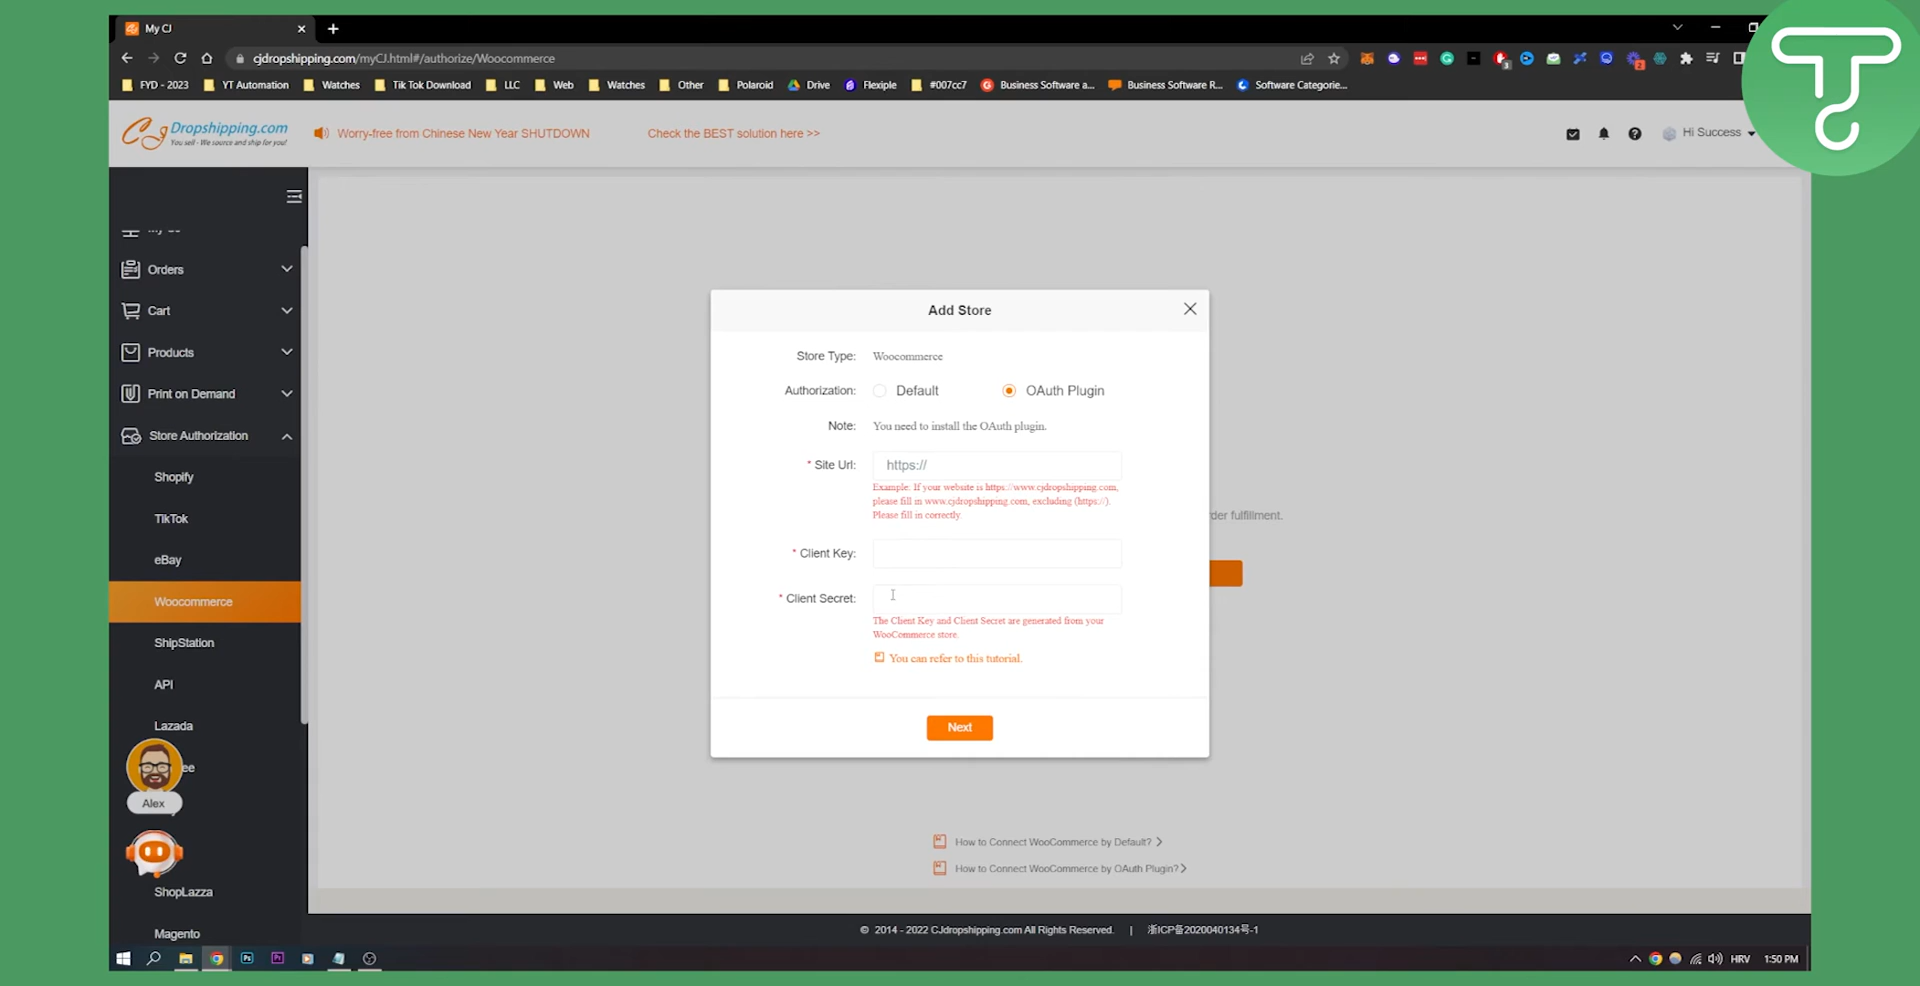 My CJ
cjdropshipping.com/myCJ.html#/authorize/Woocommerce
FYD - 2023
YT Automation
Watches
Tik Tok Download
LLC
Web
Watches
Other
Polaroid
Drive
Flexiple
#007cc7
Business Software a...
Business Software R...
Software Categorie...
CJ Dropshipping.com
You sell - We source and ship for you!
Worry-free from Chinese New Year SHUTDOWN
Check the BEST solution here >>
Hi Success
Orders
Cart
Products
Print on Demand
Store Authorization
Shopify
TikTok
eBay
Woocommerce
ShipStation
API
Lazada
ee
Alex
ShopLazza
Magento
Add Store
Store Type: Woocommerce
Authorization: Default OAuth Plugin
Note: You need to install the OAuth plugin.
* Site Url: https://
Example: If your website is https://www.cjdropshipping.com,
please fill in www.cjdropshipping.com, excluding (https://).
Please fill in correctly.
* Client Key:
* Client Secret:
The Client Key and Client Secret are generated from your
WooCommerce store.
You can refer to this tutorial.
Next
der fulfillment.
How to Connect WooCommerce by Default? >
How to Connect WooCommerce by OAuth Plugin? >
© 2014 - 2022 CJdropshipping.com All Rights Reserved. | 浙ICP备2020040134号-1
HRV
1:50 PM